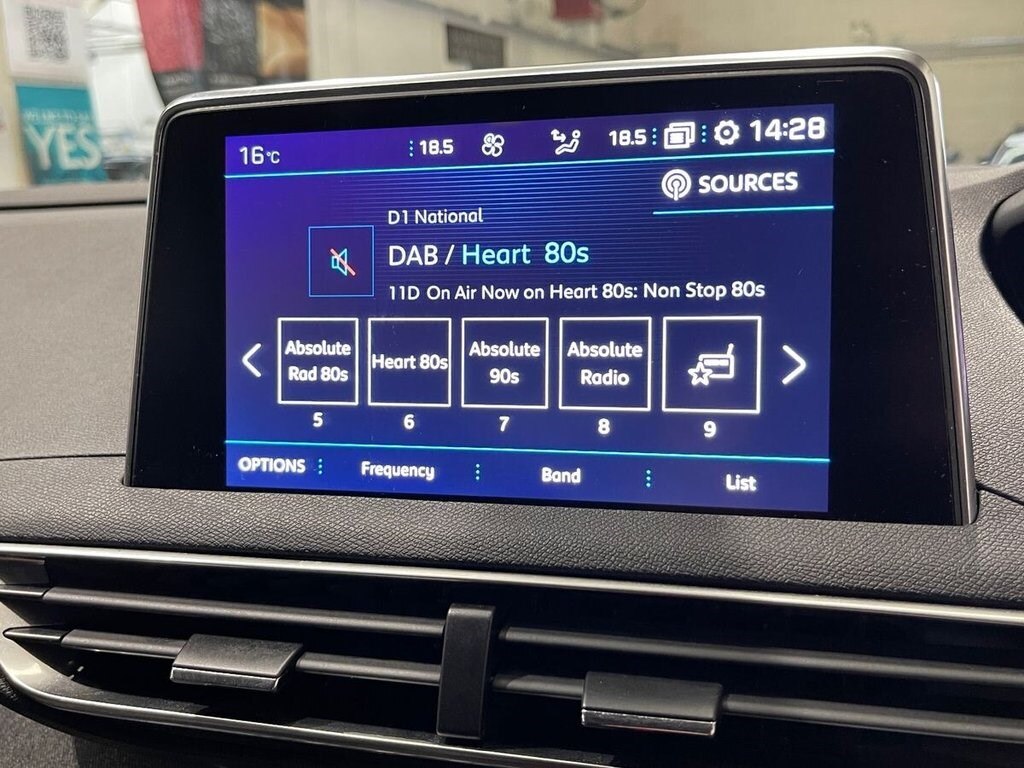 YES
16°C
18.5
18.5
14:28
SOURCES
D1 National
DAB / Heart 80s
11D On Air Now on Heart 80s: Non Stop 80s
Absolute
Rad 80s
Heart 80s
Absolute
90s
Absolute
Radio
5
6
7
8
9
OPTIONS
Frequency
Band
List